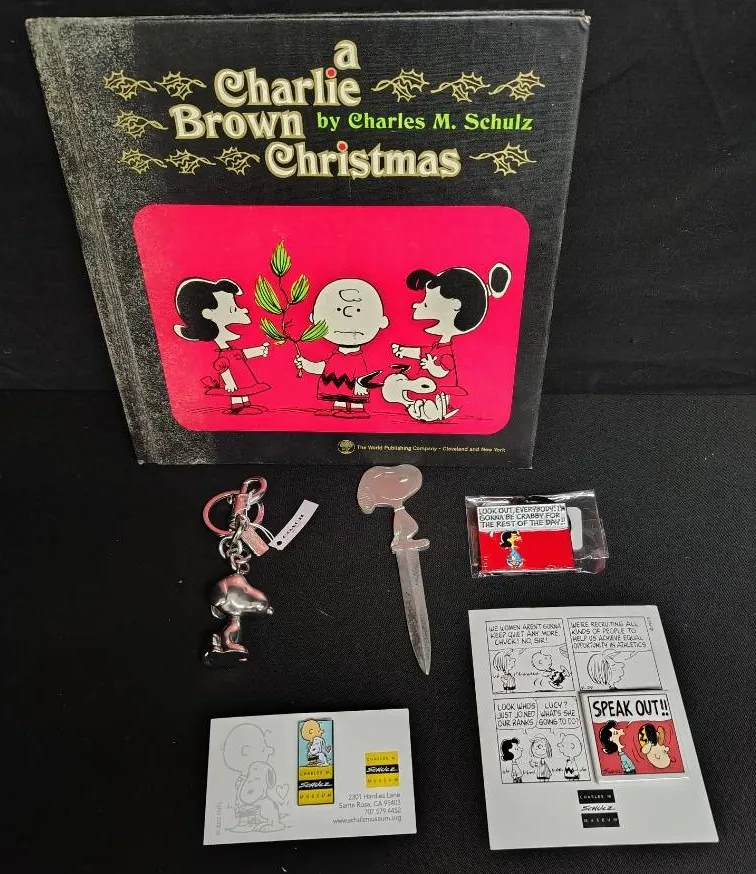 a
Charlie
Brown by Charles M. Schulz
Christmas
The World Publishing Company - Cleveland and New York
COACH
LOOK OUT, EVERYBODY! I'M
GONNA BE CRABBY FOR
THE REST OF THE DAY!!
WE WOMEN AREN'T GONNA
KEEP QUIET ANY MORE,
CHUCK! NO, SIR!
WE'RE RECRUITING ALL
KINDS OF PEOPLE TO
HELP US ACHIEVE EQUAL
OPPORTUNITY IN ATHLETICS
LOOK WHO'S
JUST JOINED
OUR RANKS
LUCY?
WHAT'S SHE
GOING TO DO?
SPEAK OUT!!
CHARLES M.
SCHULZ
MUSEUM
CHARLES M.
SCHULZ
MUSEUM
CHARLES M.
SCHULZ
MUSEUM
2301 Hardies Lane
Santa Rosa, CA 95403
707 579 4452
www.schulzmuseum.org